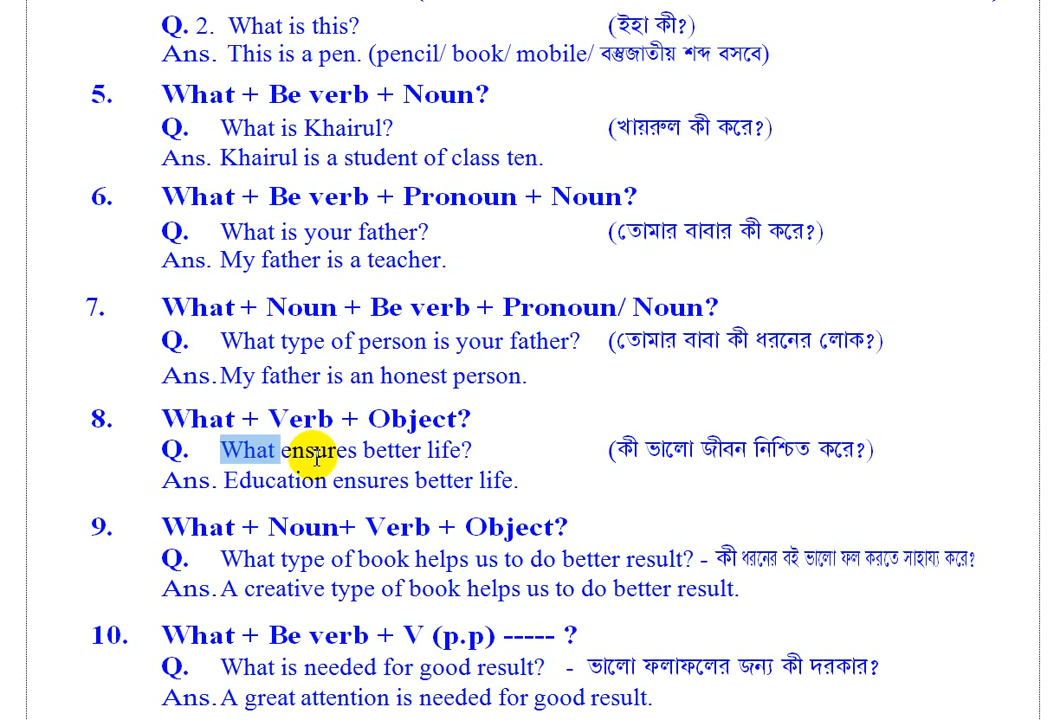 Q. 2. What is this? (ইহা কী?)
Ans. This is a pen. (pencil/ book/ mobile/ বস্তুজাতীয় শব্দ বসবে)
5. What + Be verb + Noun?
Q. What is Khairul? (খায়রুল কী করে?)
Ans. Khairul is a student of class ten.
6. What + Be verb + Pronoun + Noun?
Q. What is your father? (তোমার বাবার কী করে?)
Ans. My father is a teacher.
7. What + Noun + Be verb + Pronoun/ Noun?
Q. What type of person is your father? (তোমার বাবা কী ধরনের লোক?)
Ans. My father is an honest person.
8. What + Verb + Object?
Q. What ensures better life? (কী ভালো জীবন নিশ্চিত করে?)
Ans. Education ensures better life.
9. What + Noun+ Verb + Object?
Q. What type of book helps us to do better result? - কী ধরনের বই ভালো ফল করতে সাহায্য করে?
Ans. A creative type of book helps us to do better result.
10. What + Be verb + V (p.p) ----- ?
Q. What is needed for good result? - ভালো ফলাফলের জন্য কী দরকার?
Ans. A great attention is needed for good result.